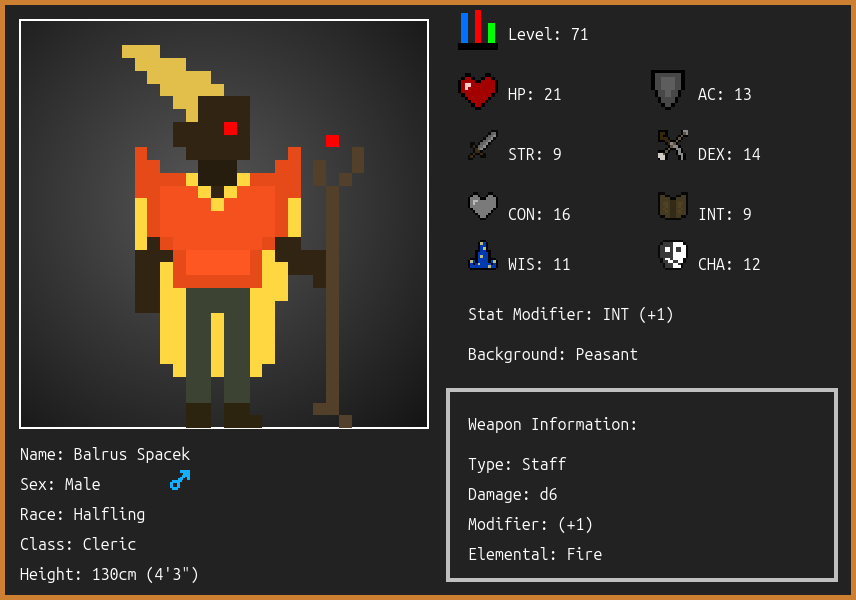 Level: 71
HP: 21
AC: 13
STR: 9
DEX: 14
CON: 16
INT: 9
WIS: 11
CHA: 12
Stat Modifier: INT (+1)
Background: Peasant
Weapon Information:
Type: Staff
Damage: d6
Modifier: (+1)
Elemental: Fire
Name: Balrus Spacek
Sex: Male
Race: Halfling
Class: Cleric
Height: 130cm (4'3")